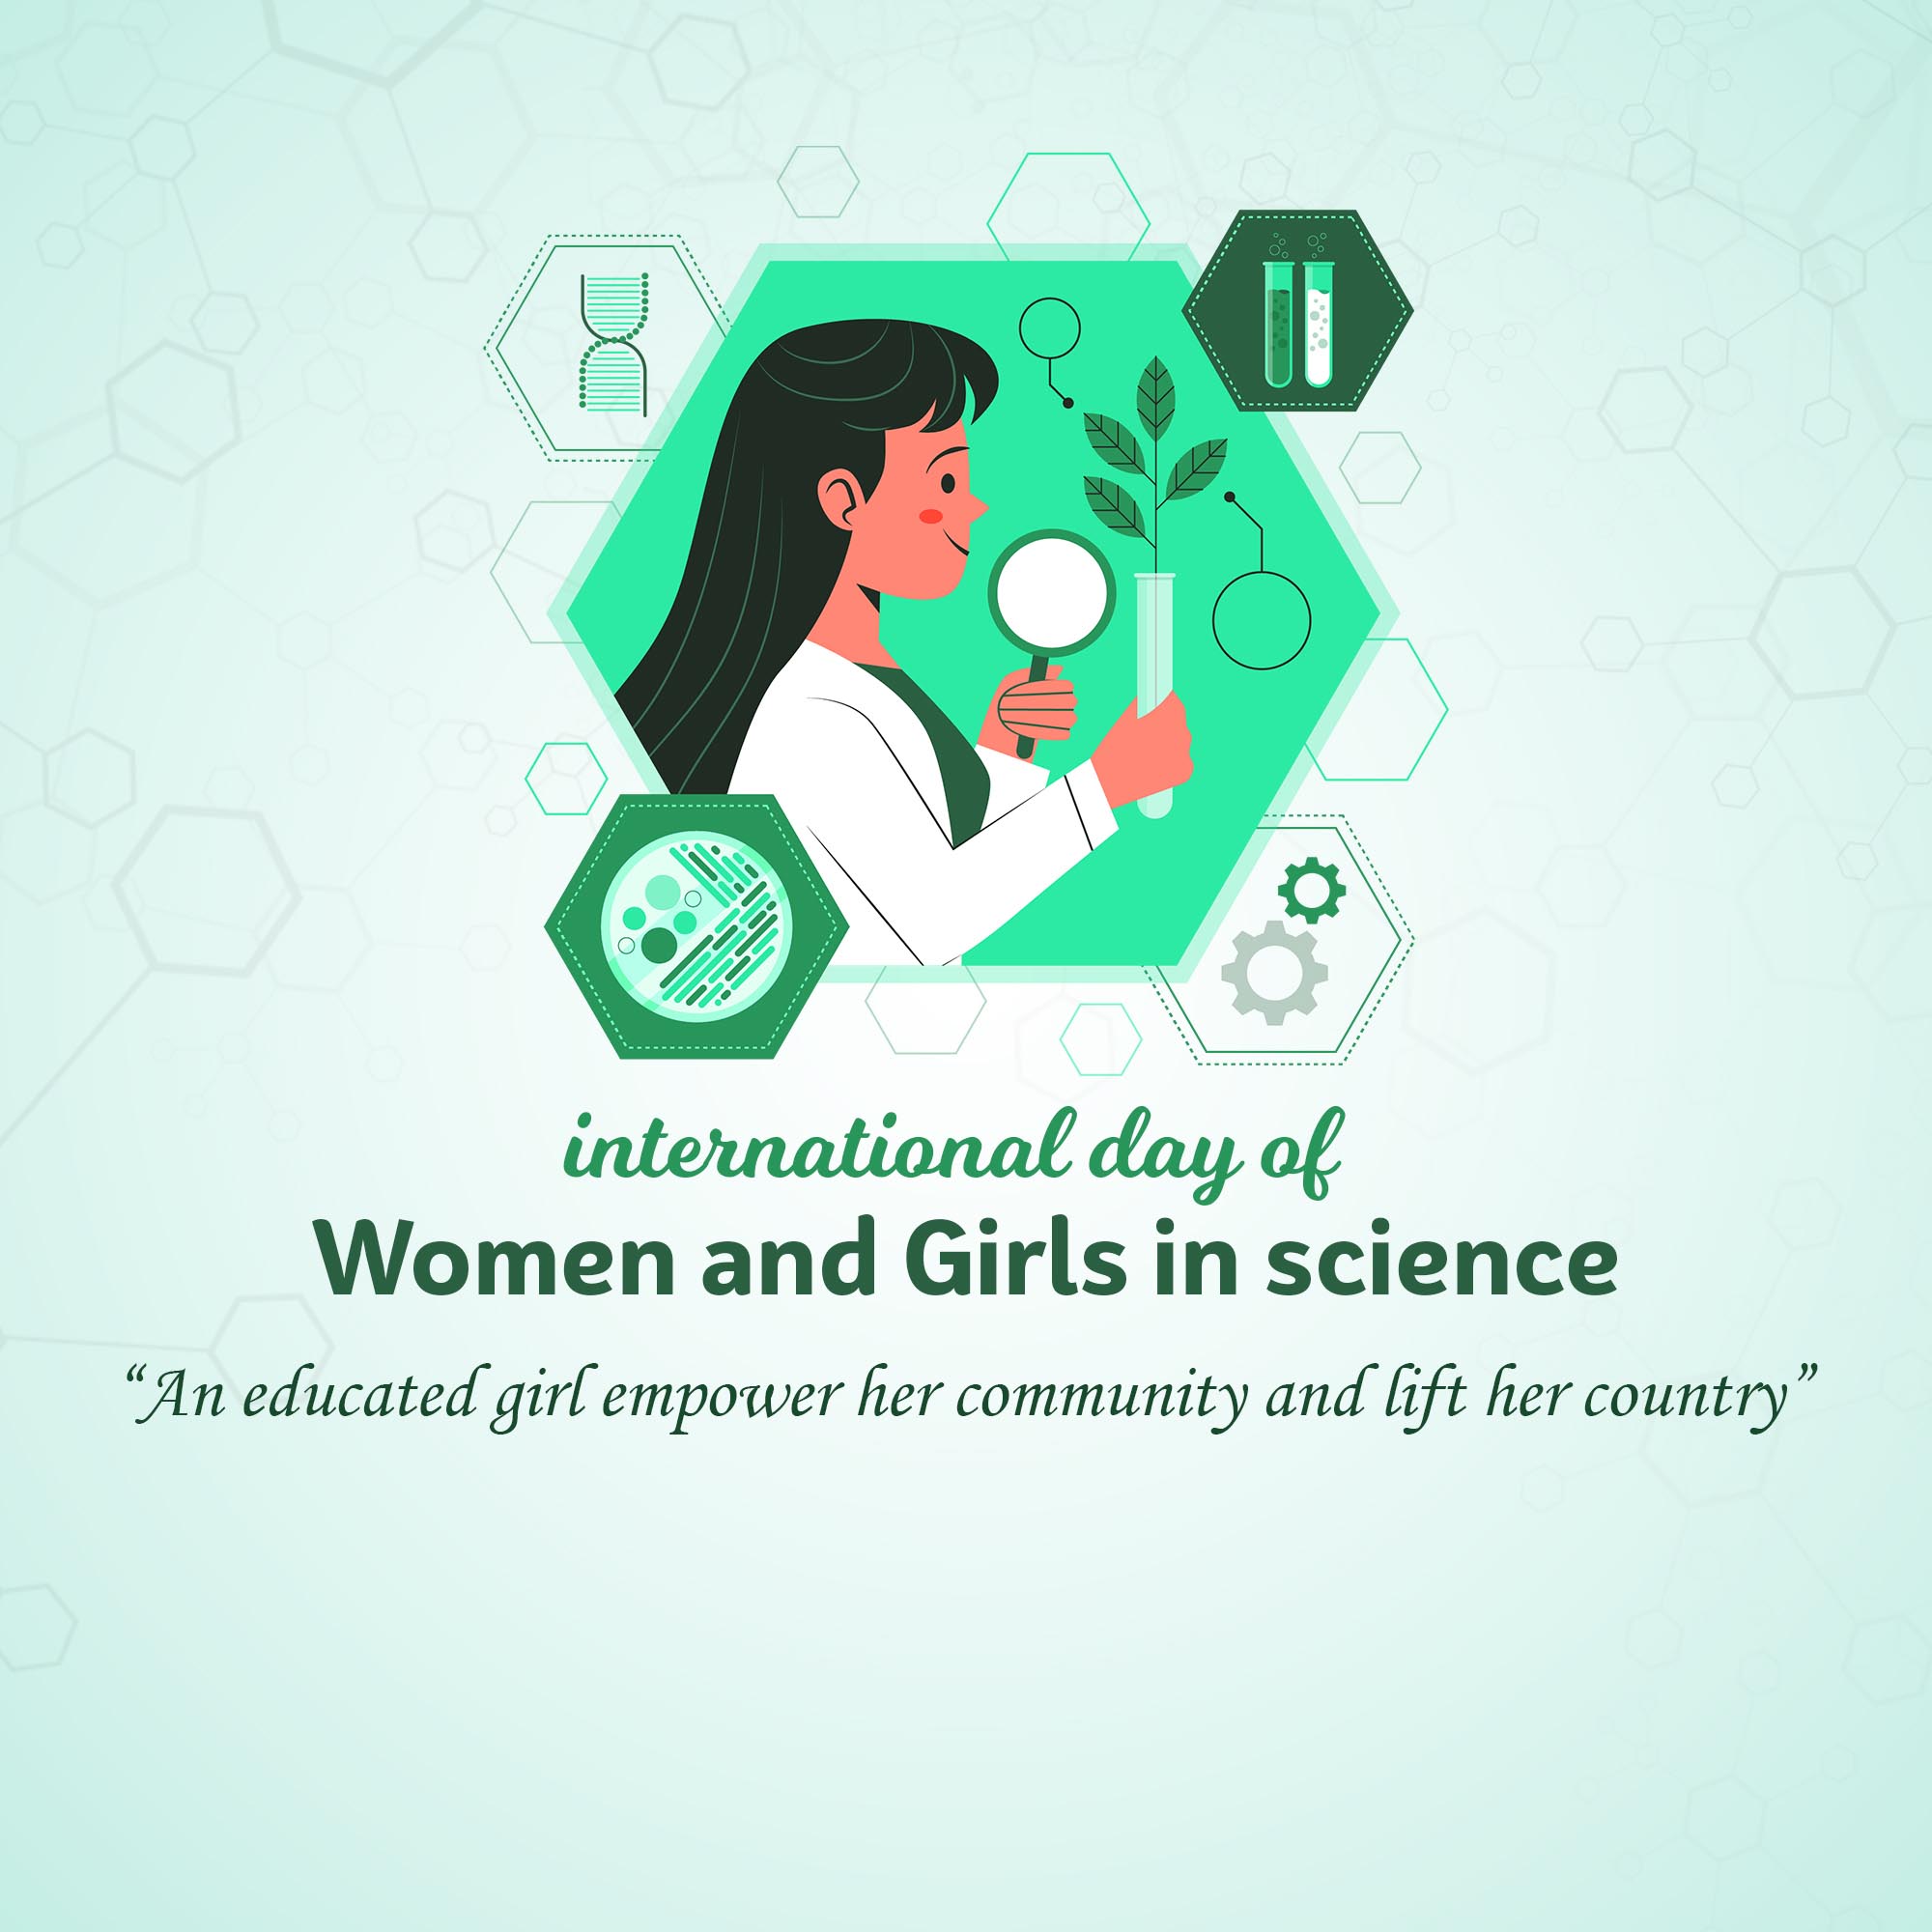 international day of
Women and Girls in science
“An educated girl empower her community and lift her country”